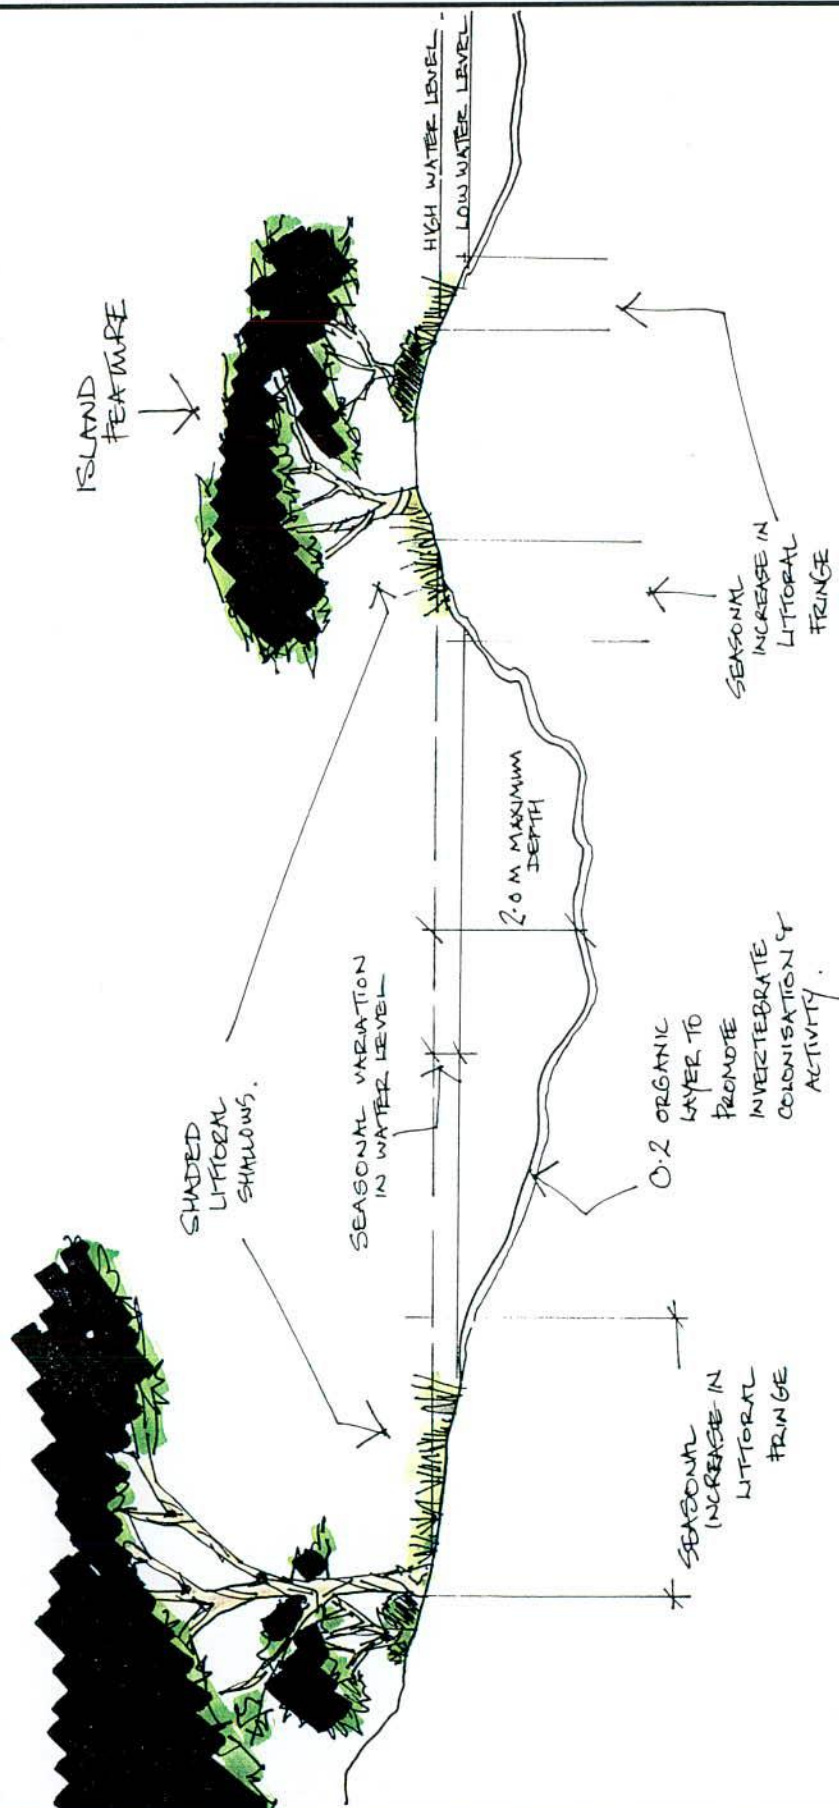 ISLAND
FEATURE
HIGH WATER LEVEL.
LOW WATER LEVEL
SHADED
LITTORAL
SHALLOWS.
SEASONAL VARIATION
IN WATER LEVEL
2.0 M MAXIMUM
DEPTH
SEASONAL
INCREASE IN
LITTORAL
FRINGE
0.2 ORGANIC
LAYER TO
PROMOTE
INVERTEBRATE
COLONISATION &
ACTIVITY.
SEASONAL
INCREASE IN
LITTORAL
FRINGE